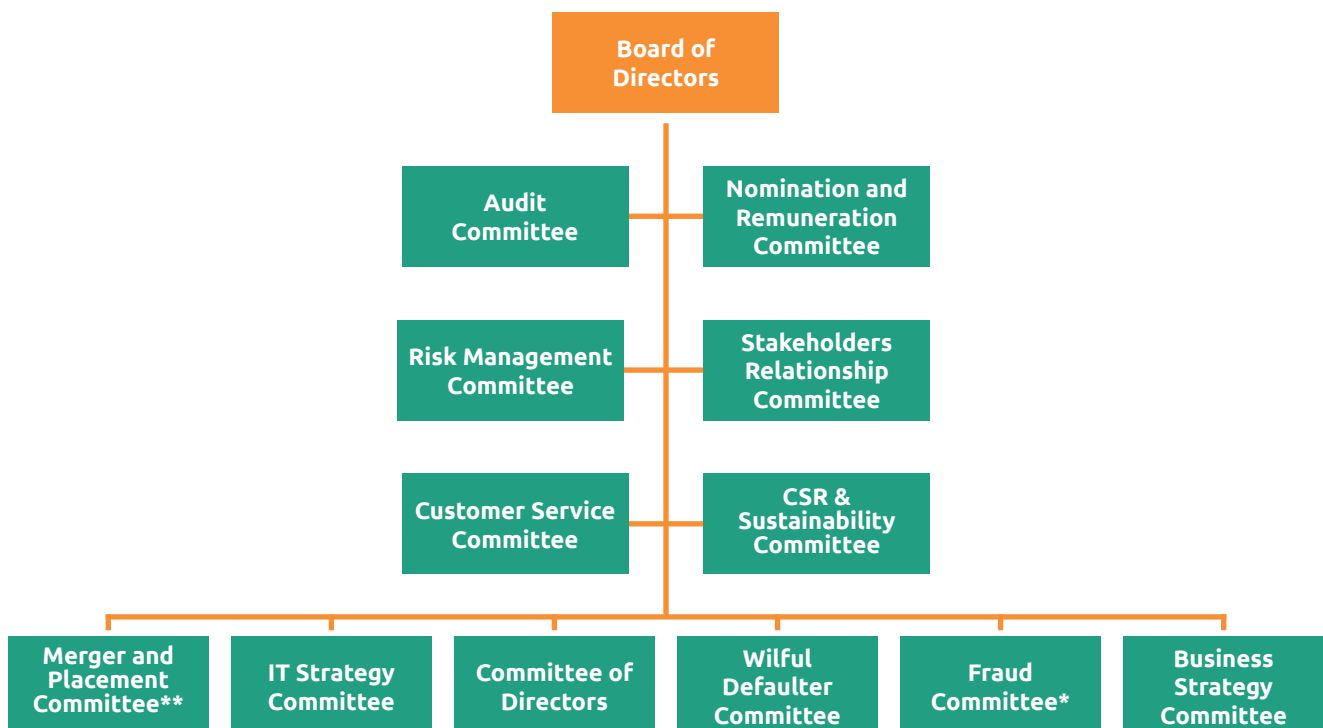 Board of
Directors
Audit
Committee
Nomination and
Remuneration
Committee
Risk Management
Committee
Stakeholders
Relationship
Committee
Customer Service
Committee
CSR &
Sustainability
Committee
Merger and
Placement
Committee**
IT Strategy
Committee
Committee of
Directors
Wilful
Defaulter
Committee
Fraud
Committee*
Business
Strategy
Committee